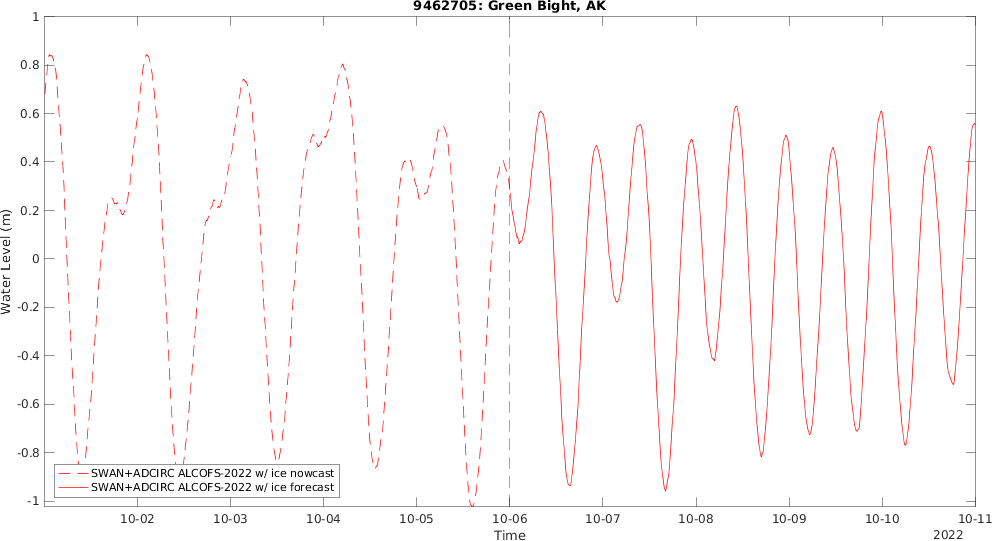 9462705: Green Bight, AK
Water Level (m)
1
0.8
0.6
0.4
0.2
0
-0.2
-0.4
-0.6
-0.8
-1
SWAN+ADCIRC ALCOFS-2022 w/ ice nowcast
SWAN+ADCIRC ALCOFS-2022 w/ ice forecast
10-02 10-03 10-04 10-05 10-06 10-07 10-08 10-09 10-10 10-11
Time
2022